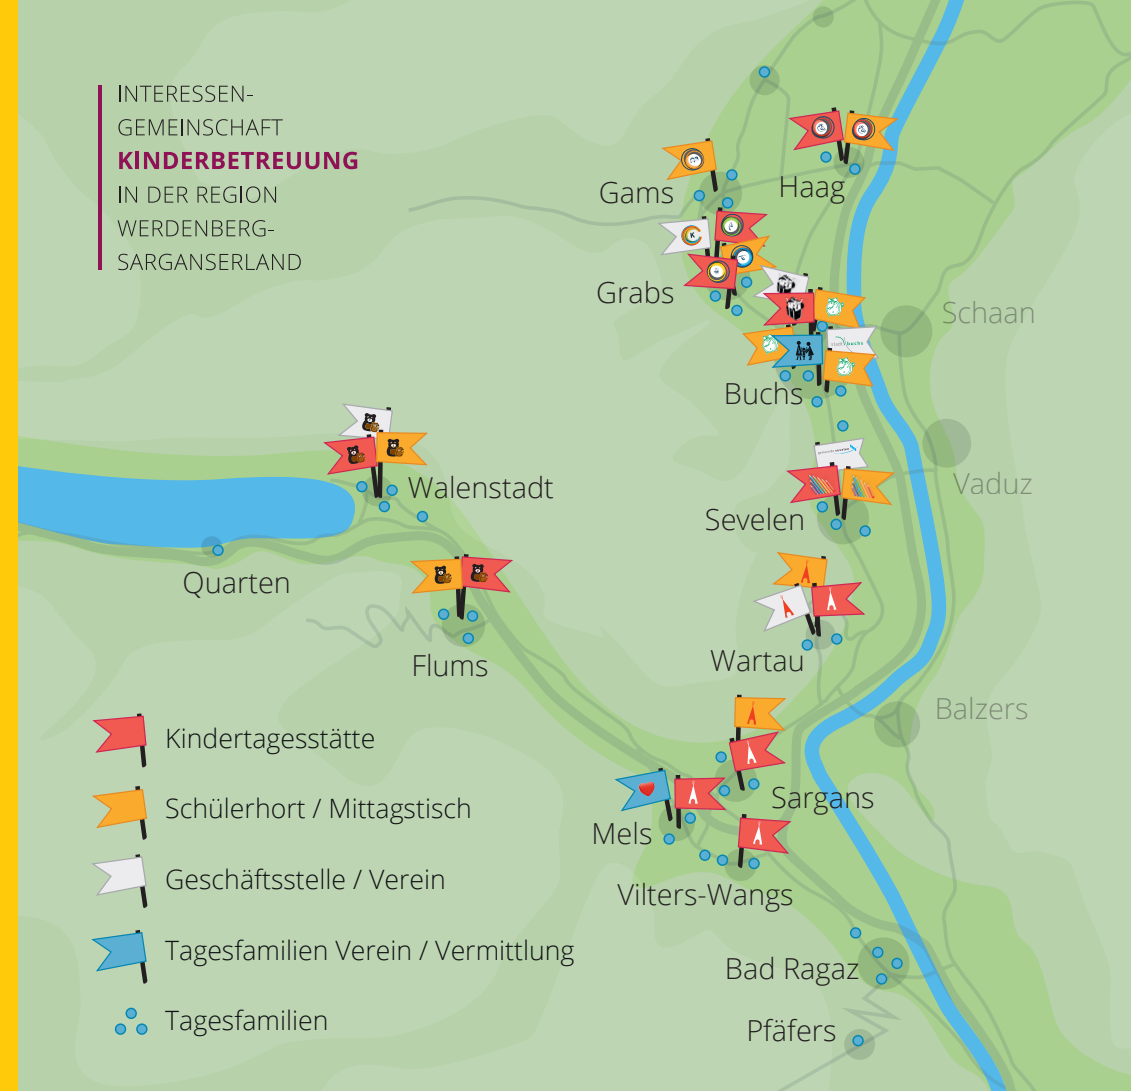 INTERESSEN-
GEMEINSCHAFT
KINDERBETREUUNG
IN DER REGION
WERDENBERG-
SARGANSERLAND
Haag
Gams
Grabs
Schaan
Buchs
Walenstadt
Vaduz
Sevelen
Quarten
Wartau
Flums
Balzers
Sargans
Mels
Vilters-Wangs
Bad Ragaz
Pfäfers
Kindertagesstätte
Schülerhort / Mittagstisch
Geschäftsstelle / Verein
Tagesfamilien Verein / Vermittlung
Tagesfamilien